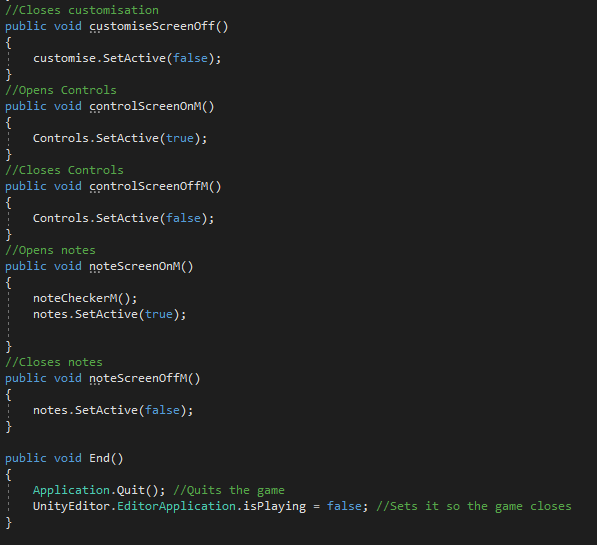 //Closes customisation
public void customiseScreenOff()
{
customise.SetActive(false);
}
//Opens Controls
public void controlScreenOnM()
{
Controls.SetActive(true);
}
//Closes Controls
public void controlScreenOffM()
{
Controls.SetActive(false);
}
//Opens notes
public void noteScreenOnM()
{
noteCheckerM();
notes.SetActive(true);
}
//Closes notes
public void noteScreenOffM()
{
notes.SetActive(false);
}
public void End()
{
Application.Quit(); //Quits the game
UnityEditor.EditorApplication.isPlaying = false; //Sets it so the game closes
}